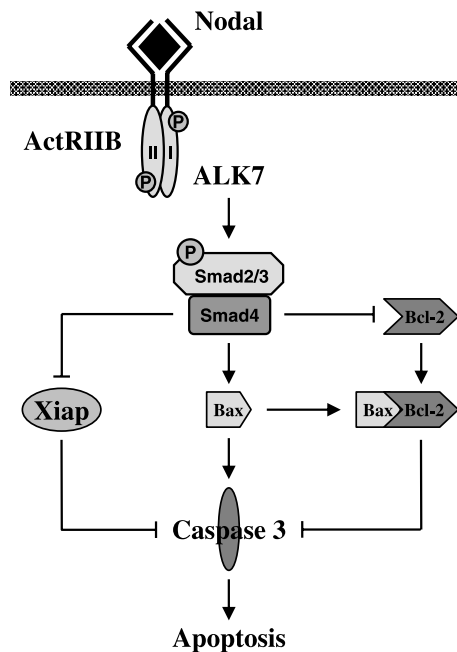 Nodal
ActRIIB
P
II
I
P
ALK7
P
Smad2/3
Smad4
Bcl-2
Xiap
Bax
Bax
Bcl-2
Caspase 3
Apoptosis